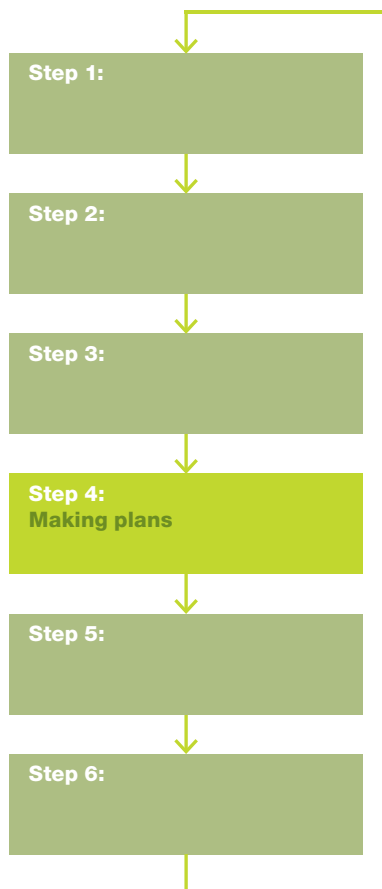 Step 1:
Step 2:
Step 3:
Step 4:
Making plans
Step 5:
Step 6: